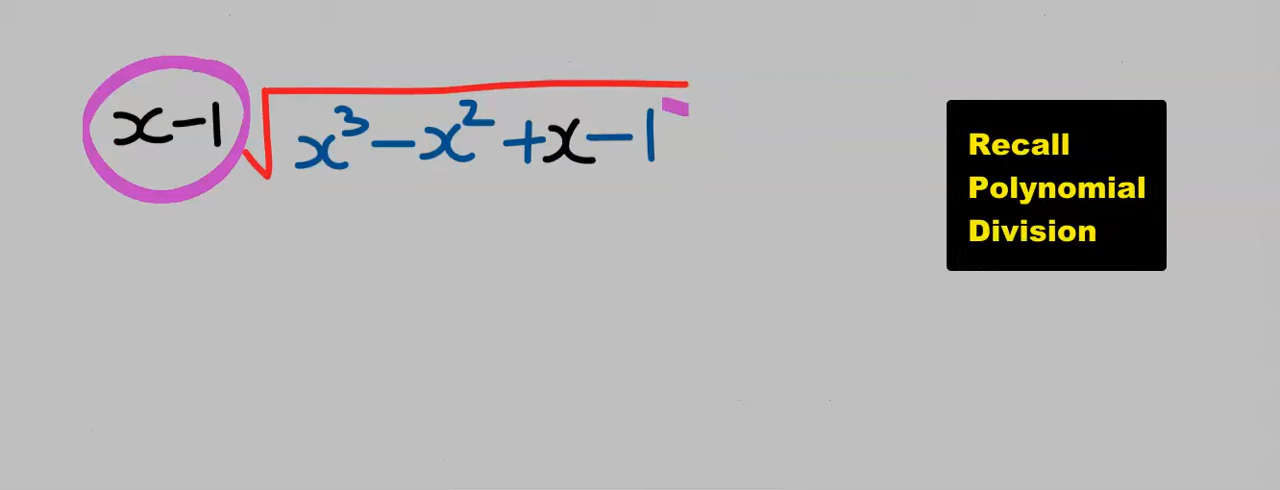 x-1 √ x³-x²+x-1
Recall
Polynomial
Division